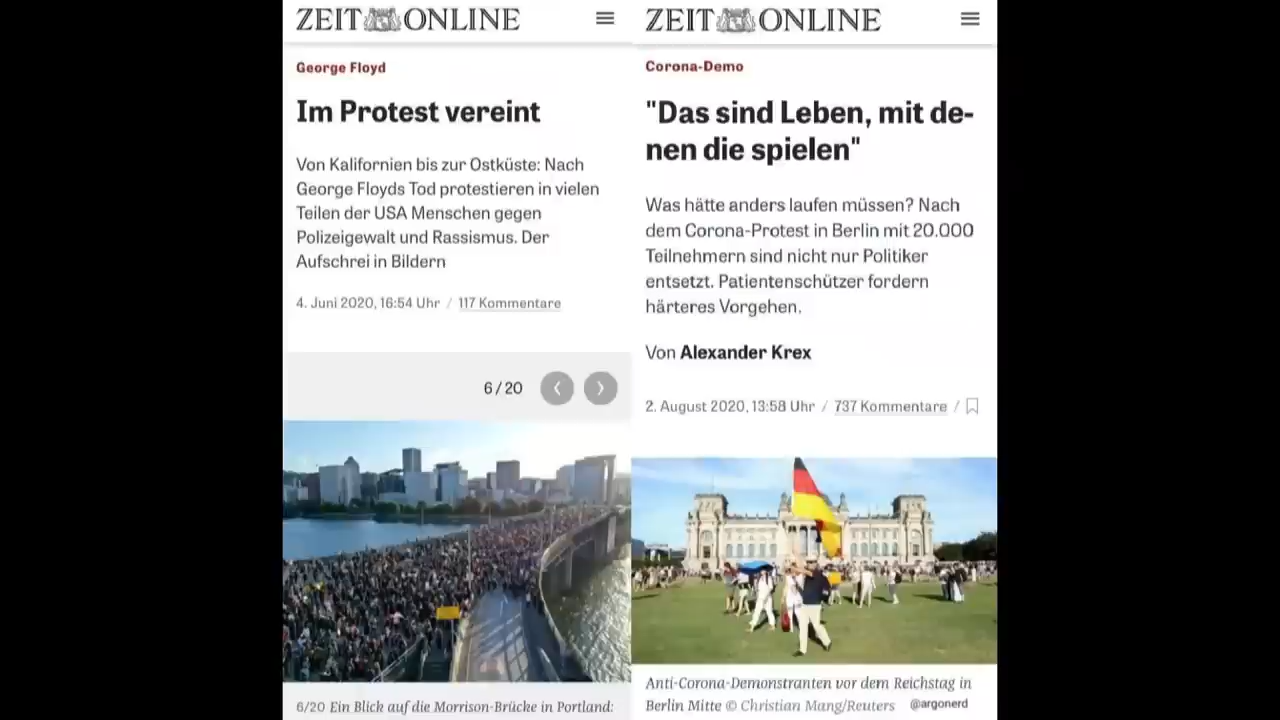 ZEIT ONLINE
George Floyd
Im Protest vereint
Von Kalifornien bis zur Ostküste: Nach
George Floyds Tod protestieren in vielen
Teilen der USA Menschen gegen
Polizeigewalt und Rassismus. Der
Aufschrei in Bildern
4. Juni 2020, 16:54 Uhr / 117 Kommentare
6 / 20
6/20 Ein Blick auf die Morrison-Brücke in Portland:
ZEIT ONLINE
Corona-Demo
"Das sind Leben, mit de-
nen die spielen"
Was hätte anders laufen müssen? Nach
dem Corona-Protest in Berlin mit 20.000
Teilnehmern sind nicht nur Politiker
entsetzt. Patientenschützer fordern
härteres Vorgehen.
Von Alexander Krex
2. August 2020, 13:58 Uhr / 737 Kommentare /
Anti-Corona-Demonstranten vor dem Reichstag in
Berlin Mitte © Christian Mang/Reuters @argonerd